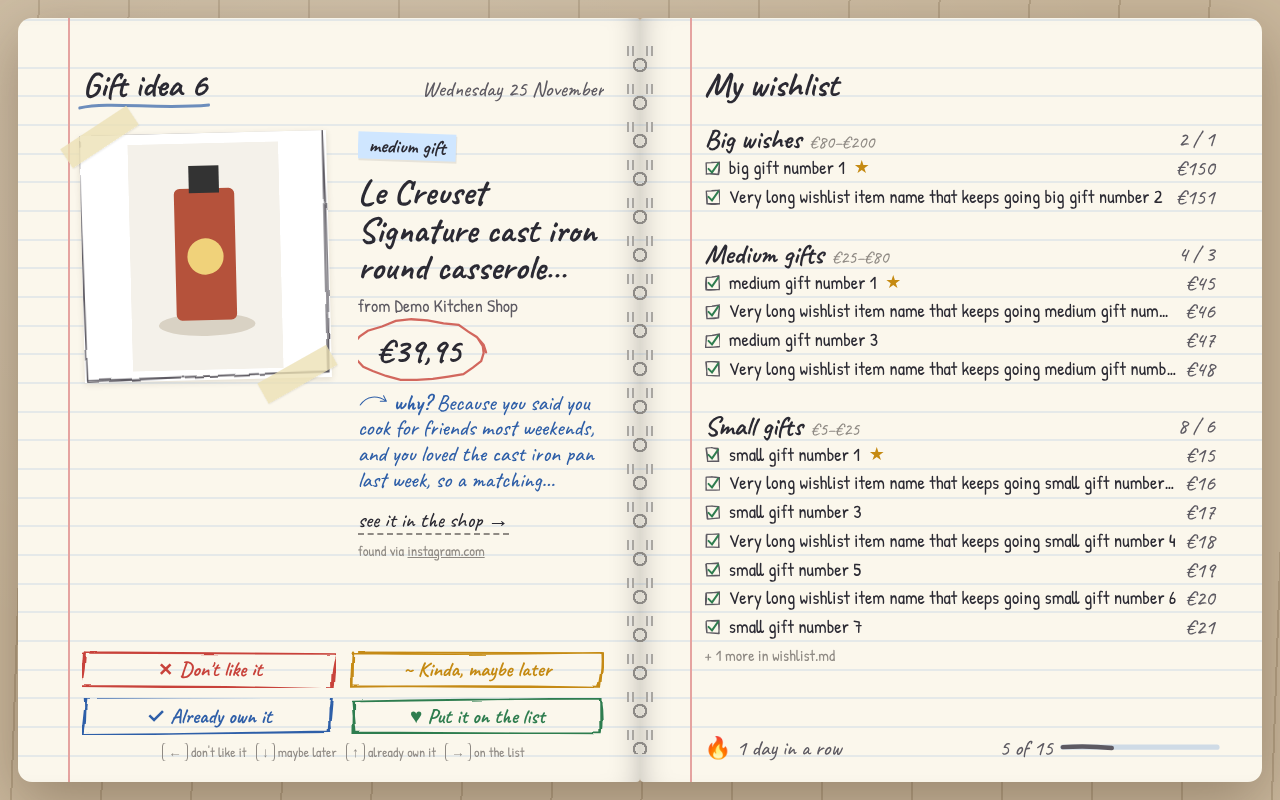 Gift idea 6
Wednesday 25 November
medium gift
Le Creuset
Signature cast iron
round casserole…
from Demo Kitchen Shop
€39,95
why? Because you said you
cook for friends most weekends,
and you loved the cast iron pan
last week, so a matching…
see it in the shop →
found via instagram.com
✕ Don't like it
~ Kinda, maybe later
✓ Already own it
♥ Put it on the list
← don't like it ↓ maybe later ↑ already own it → on the list
My wishlist
Big wishes €80–€200 2 / 1
big gift number 1 ★ €150
Very long wishlist item name that keeps going big gift number 2 €151
Medium gifts €25–€80 4 / 3
medium gift number 1 ★ €45
Very long wishlist item name that keeps going medium gift num… €46
medium gift number 3 €47
Very long wishlist item name that keeps going medium gift numb… €48
Small gifts €5–€25 8 / 6
small gift number 1 ★ €15
Very long wishlist item name that keeps going small gift number… €16
small gift number 3 €17
Very long wishlist item name that keeps going small gift number 4 €18
small gift number 5 €19
Very long wishlist item name that keeps going small gift number 6 €20
small gift number 7 €21
+ 1 more in wishlist.md
🔥 1 day in a row
5 of 15